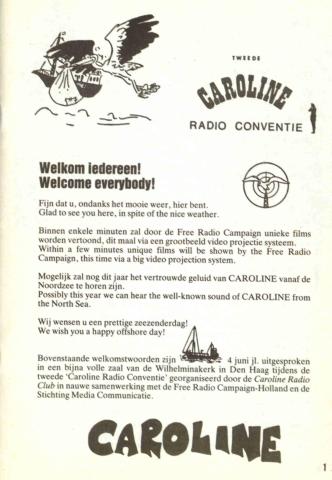 TWEEDE
CAROLINE
RADIO CONVENTIE
Welkom iedereen!
Welcome everybody!
Fijn dat u, ondanks het mooie weer, hier bent.
Glad to see you here, in spite of the nice weather.
Binnen enkele minuten zal door de Free Radio Campaign unieke films
worden vertoond, dit maal via een grootbeeld video projectie systeem.
Within a few minutes unique films will be shown by the Free Radio
Campaign, this time via a big video projection system.
Mogelijk zal nog dit jaar het vertrouwde geluid van CAROLINE vanaf de
Noordzee te horen zijn.
Possibly this year we can hear the well-known sound of CAROLINE from
the North Sea.
Wij wensen u een prettige zeezenderdag!
We wish you a happy offshore day!
Bovenstaande welkomstwoorden zijn 4 juni jl. uitgesproken
in een bijna volle zaal van de Wilhelminakerk in Den Haag tijdens de
tweede 'Caroline Radio Conventie' georganiseerd door de Caroline Radio
Club in nauwe samenwerking met de Free Radio Campaign-Holland en de
Stichting Media Communicatie.
CAROLINE
1